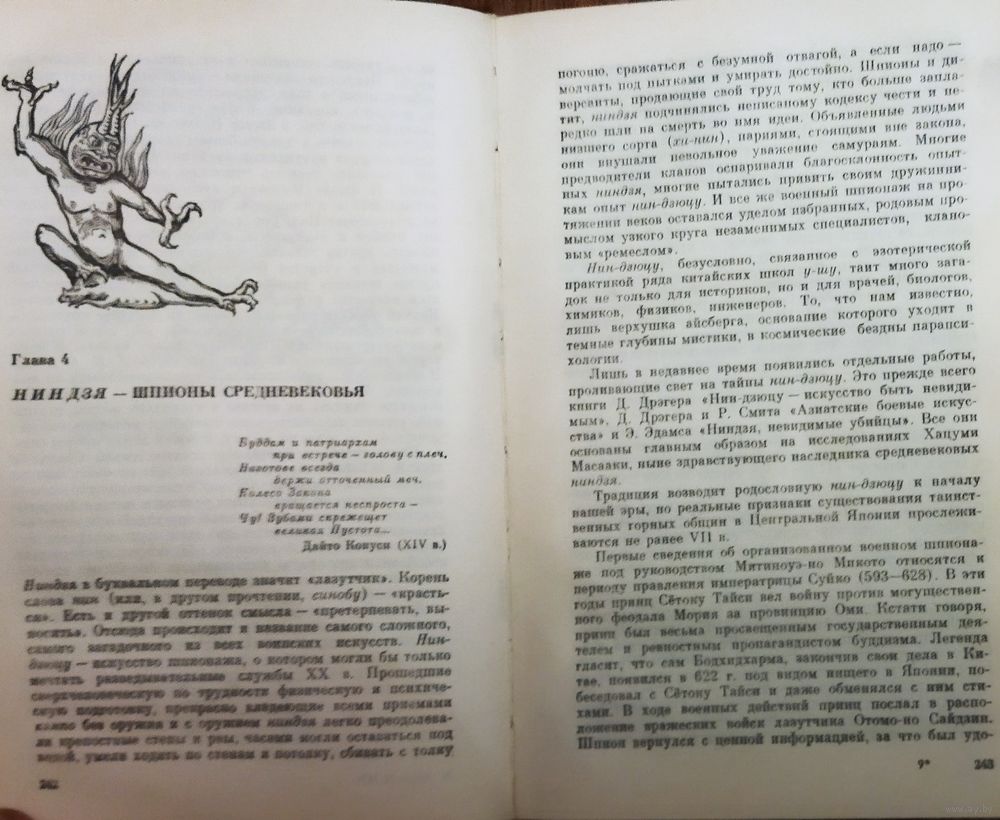 Глава 4
НИНДЗЯ — ШПИОНЫ СРЕДНЕВЕКОВЬЯ
Буддам и патриархам
при встрече — голову с плеч,
Наготове всегда
держи отточенный меч.
Колесо Закона
вращается неспроста —
Чу! Зубами скрежещет
великая Пустота...
Дайто Кокуси (XIV в.)
Ниндзя в буквальном переводе значит «лазутчик». Корень
слова нин (или, в другом прочтении, синобу) — «красть-
ся». Есть и другой оттенок смысла — «претерпевать, вы-
носить». Отсюда происходит и название самого сложного,
самого загадочного из всех воинских искусств. Нин-
дзюцу — искусство шпионажа, о котором могли бы только
мечтать разведывательные службы XX в. Прошедшие
сверхчеловеческую по трудности физическую и психиче-
скую подготовку, прекрасно владеющие всеми приемами
кэмпо без оружия и с оружием ниндзя легко преодолева-
ли крепостные стены и рвы, часами могли оставаться под
водой, умели ходить по стенам и потолку, сбивать с толку
242
погоню, сражаться с безумной отвагой, а если надо —
молчать под пытками и умирать достойно. Шпионы и ди-
версанты, продающие свой труд тому, кто больше запла-
тит, ниндзя подчинялись неписаному кодексу чести и не-
редко шли на смерть во имя идеи. Объявленные людьми
низшего сорта (хи-нин), париями, стоящими вне закона,
они внушали невольное уважение самураям. Многие
предводители кланов оспаривали благосклонность опыт-
ных ниндзя, многие пытались привить своим дружинни-
кам опыт нин-дзюцу. И все же военный шпионаж на про-
тяжении веков оставался уделом избранных, родовым про-
мыслом узкого круга незаменимых специалистов, клано-
вым «ремеслом».
Нин-дзюцу, безусловно, связанное с эзотерической
практикой ряда китайских школ у-шу, таит много зага-
док не только для историков, но и для врачей, биологов,
химиков, физиков, инженеров. То, что нам известно,
лишь верхушка айсберга, основание которого уходит в
темные глубины мистики, в космические бездны парапси-
хологии.
Лишь в недавнее время появились отдельные работы,
проливающие свет на тайны нин-дзюцу. Это прежде всего
книги Д. Дрэгера «Нин-дзюцу — искусство быть невиди-
мым», Д. Дрэгера и Р. Смита «Азиатские боевые искус-
ства» и Э. Эдамса «Ниндзя, невидимые убийцы». Все они
основаны главным образом на исследованиях Хацуми
Масааки, ныне здравствующего наследника средневековых
ниндзя.
Традиция возводит родословную нин-дзюцу к началу
нашей эры, но реальные признаки существования таинст-
венных горных общин в Центральной Японии прослежи-
ваются не ранее VII в.
Первые сведения об организованном военном шпиона-
же под руководством Митиноуэ-но Микото относятся к
периоду правления императрицы Суйко (593—628). В эти
годы принц Сётоку Тайси вел войну против могуществен-
ного феодала Мория за провинцию Оми. Кстати говоря,
принц был весьма просвещенным государственным дея-
телем и ревностным пропагандистом буддизма. Легенда
гласит, что сам Бодхидхарма, закончив свои дела в Ки-
тае, появился в 622 г. под видом нищего в Японии, по-
беседовал с Сётоку Тайси и даже обменялся с ним сти-
хами. В ходе военных действий принц послал в распо-
ложение вражеских войск лазутчика Отомо-но Сайдзин.
Шпион вернулся с ценной информацией, за что был удо-
9* 243
www.ay.by